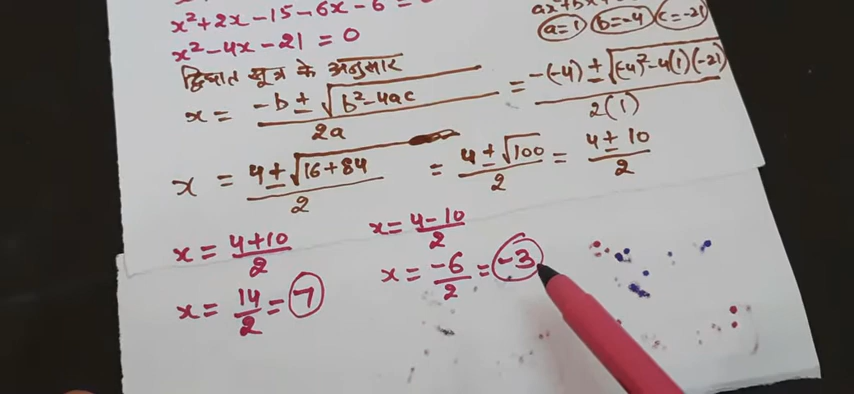 x² + 2x - 15 - 6x - 6 =
x² - 4x - 21 = 0
a = 1 b = -4 c = -21
द्विघात सूत्र के अनुसार
x = (-b ± √(b² - 4ac))/2a = (-(-4) ± √((-4)² - 4(1)(-21)))/2(1)
x = (4 ± √(16 + 84))/2 = (4 ± √100)/2 = (4 ± 10)/2
x = (4 + 10)/2 x = (4 - 10)/2
x = 14/2 = 7 x = -6/2 = -3